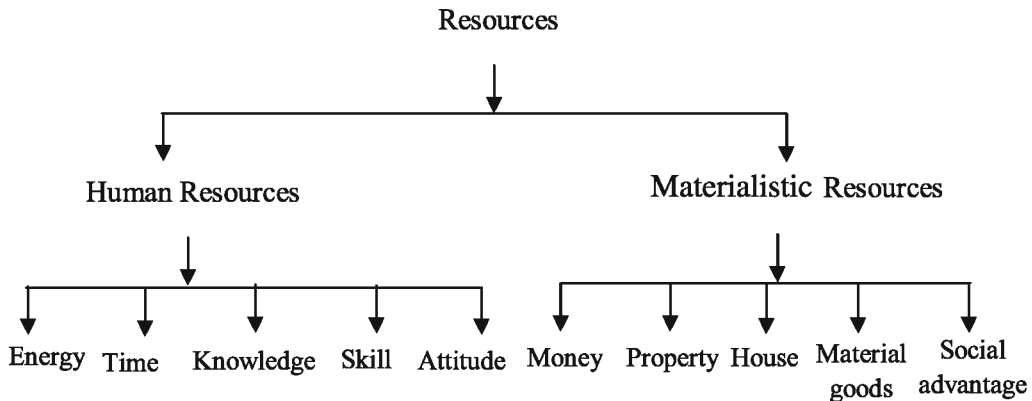 Resources
Human Resources
Materialistic Resources
Energy
Time
Knowledge
Skill
Attitude
Money
Property
House
Material
goods
Social
advantage